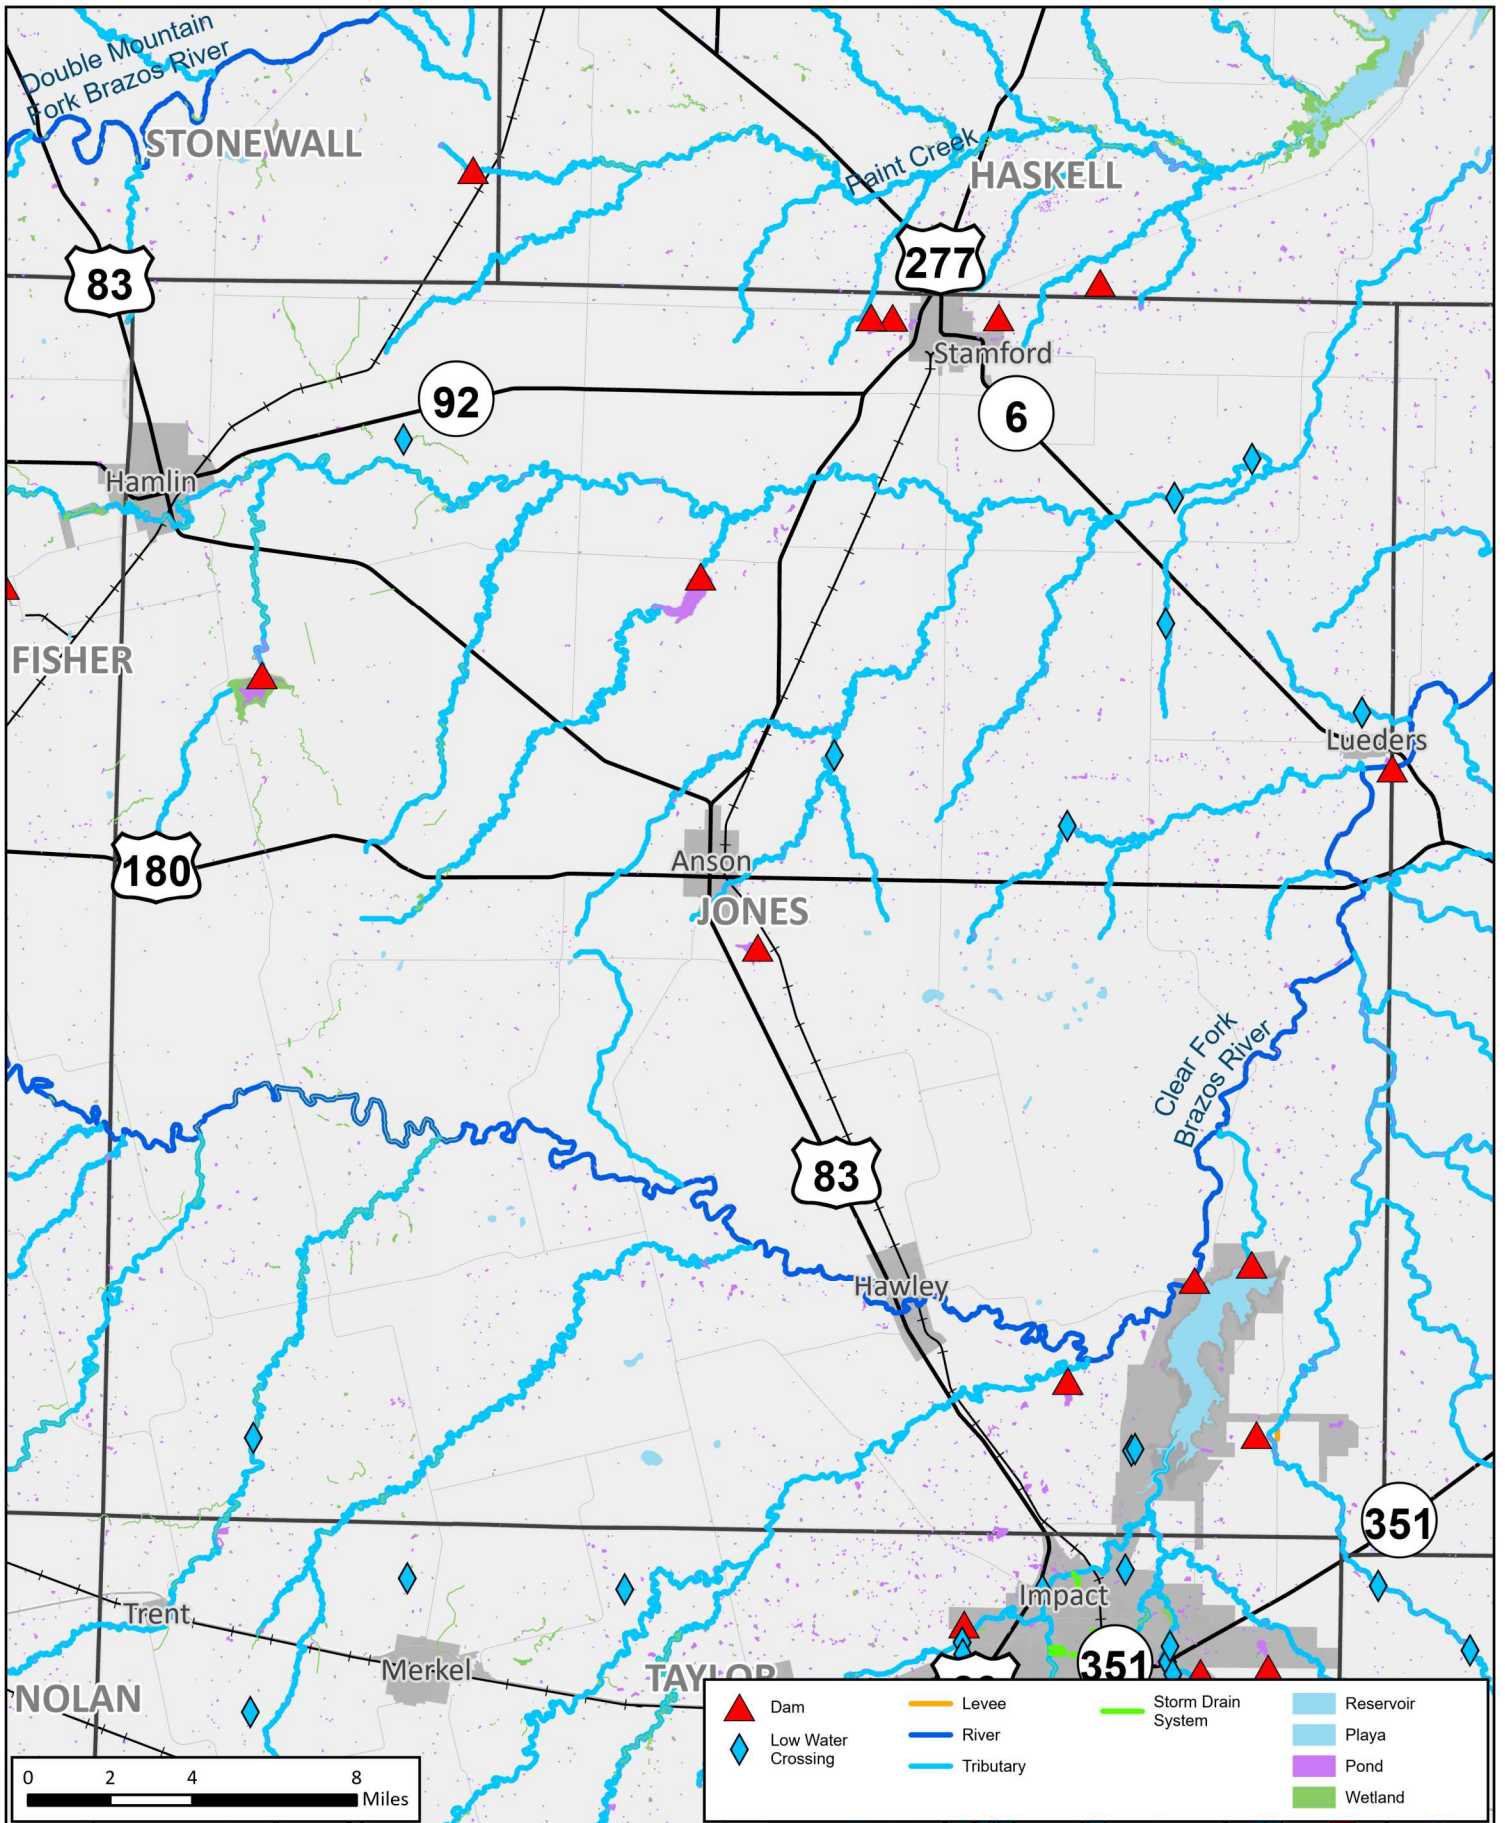 Double Mountain
Fork Brazos River
STONEWALL
Paint Creek
HASKELL
83
277
Stamford
92
6
Hamlin
FISHER
Lueders
180
Anson
JONES
Clear Fork
Brazos River
83
Hawley
351
Impact
Trent
Merkel
351
TAYLOR
NOLAN
Dam
Low Water
Crossing
Levee
River
Tributary
Storm Drain
System
Reservoir
Playa
Pond
Wetland
0 2 4 8
Miles